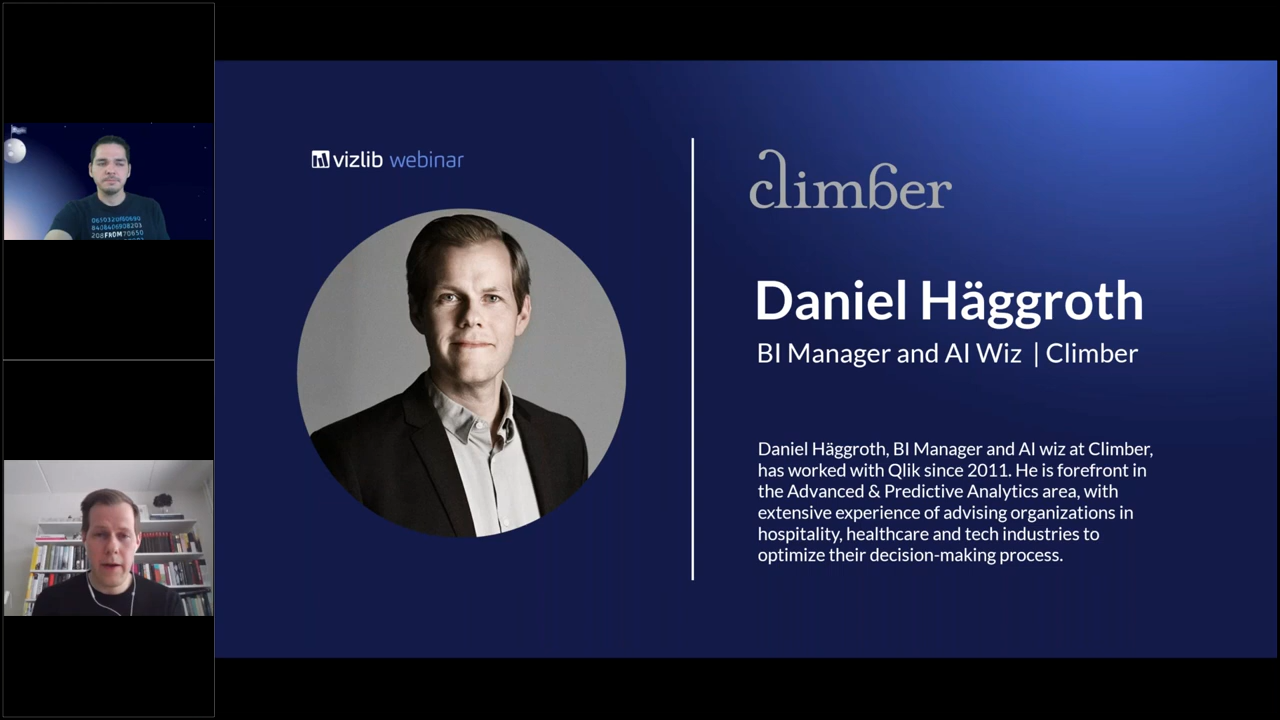 vizlib webinar
climber
Daniel Häggroth
BI Manager and AI Wiz | Climber
Daniel Häggroth, BI Manager and AI wiz at Climber,
has worked with Qlik since 2011. He is forefront in
the Advanced & Predictive Analytics area, with
extensive experience of advising organizations in
hospitality, healthcare and tech industries to
optimize their decision-making process.
FROM